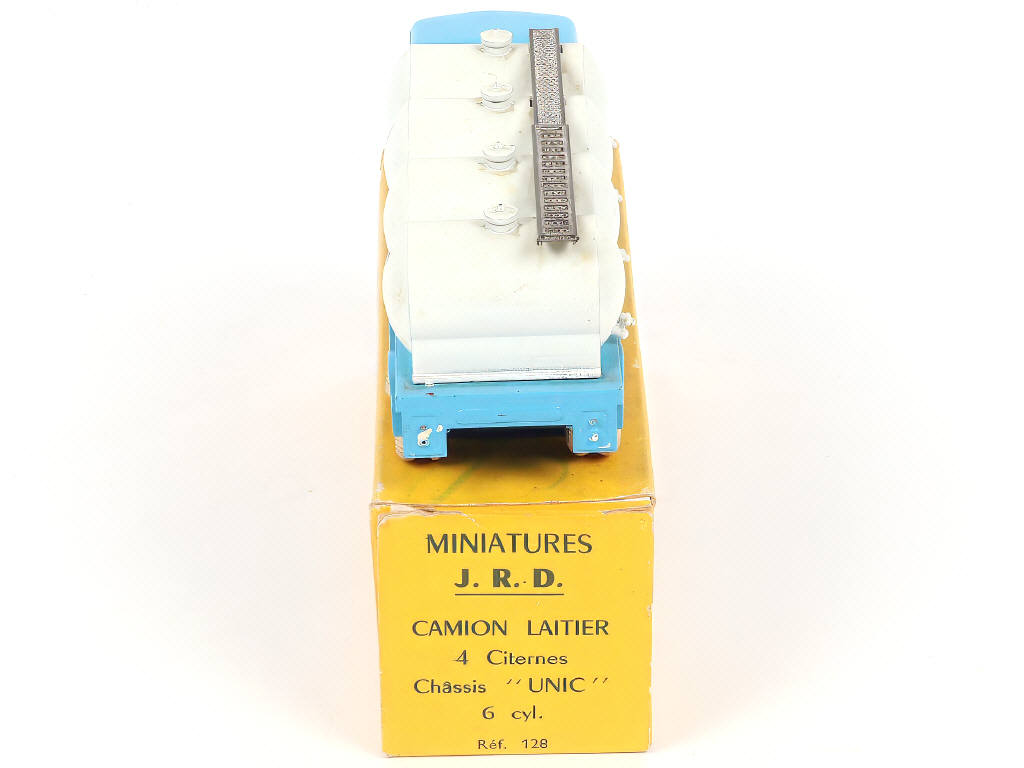 MINIATURES
J. R. D.
CAMION LAITIER
4 Citernes
Châssis "UNIC"
6 cyl.
Réf. 128